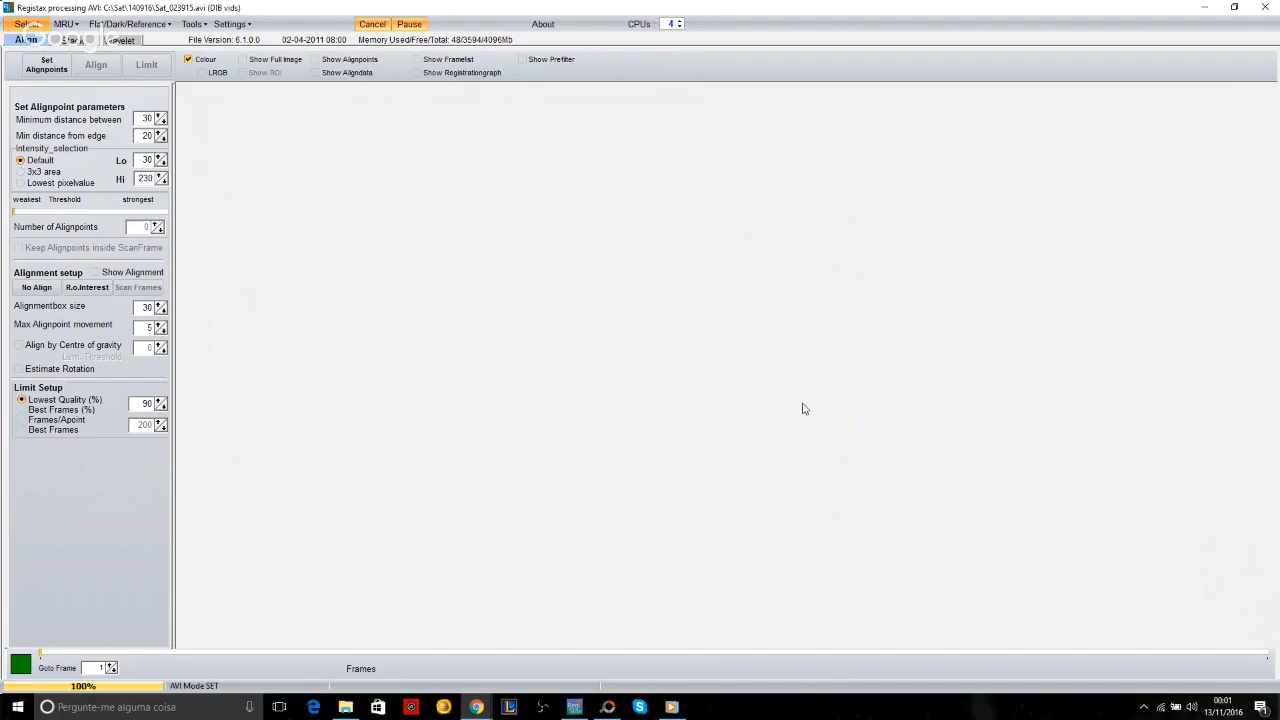 Registax processing AVI: C:\Sat\140916\Sat_023915.avi (DIB vids)
Select MRU Flat/Dark/Reference Tools Settings Cancel Pause About CPUs: 4
Align File Version: 6.1.0.0 02-04-2011 08:00 Memory Used/Free/Total: 48/3594/4096Mb
Set Alignpoints Align Limit
Colour Show Full Image Show Alignpoints Show Framelist Show Prefilter
LRGB Show ROI Show Aligndata Show Registrationgraph
Set Alignpoint parameters
Minimum distance between 30
Min distance from edge 20
Intensity_selection
Default Lo 30
3x3 area
Lowest pixelvalue Hi 230
weakest Threshold strongest
Number of Alignpoints 0
Keep Alignpoints inside ScanFrame
Alignment setup Show Alignment
No Align R.o.Interest Scan Frames
Alignmentbox size 30
Max Alignpoint movement 5
Align by Centre of gravity 0
Lum. Threshold
Estimate Rotation
Limit Setup
Lowest Quality (%) 90
Best Frames (%)
Frames/Apoint
Best Frames 200
Goto Frame 1 Frames
100% AVI Mode SET
Pergunte-me alguma coisa
00:01
13/11/2016